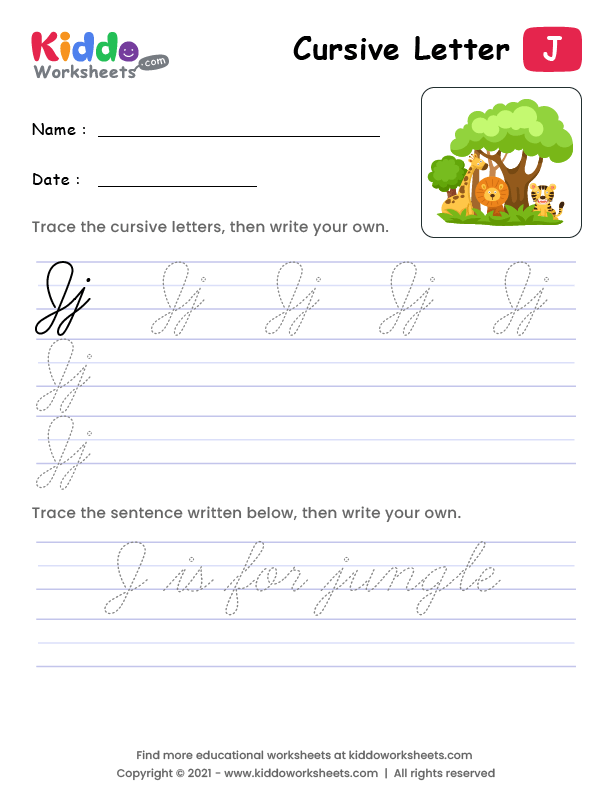 Kiddo Cursive Letter J
Worksheets .com
Name :
Date :
Trace the cursive letters, then write your own.
Jj Jj Jj Jj Jj
Jj
Jj
Trace the sentence written below, then write your own.
J is for jungle
Find more educational worksheets at kiddoworksheets.com
Copyright © 2021 - www.kiddoworksheets.com | All rights reserved